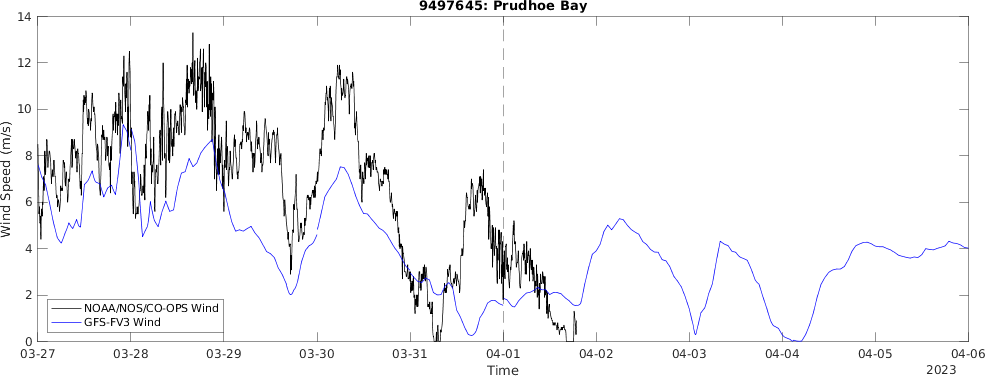 9497645: Prudhoe Bay
14
12
10
8
6
4
2
0
Wind Speed (m/s)
NOAA/NOS/CO-OPS Wind
GFS-FV3 Wind
03-27 03-28 03-29 03-30 03-31 04-01 04-02 04-03 04-04 04-05 04-06
Time
2023